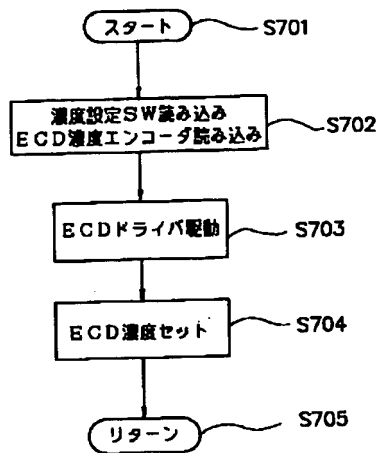 スタート
S701
濃度設定SW読み込み
ECD濃度エンコーダ読み込み
S702
ECDドライバ駆動
S703
ECD濃度セット
S704
リターン
S705